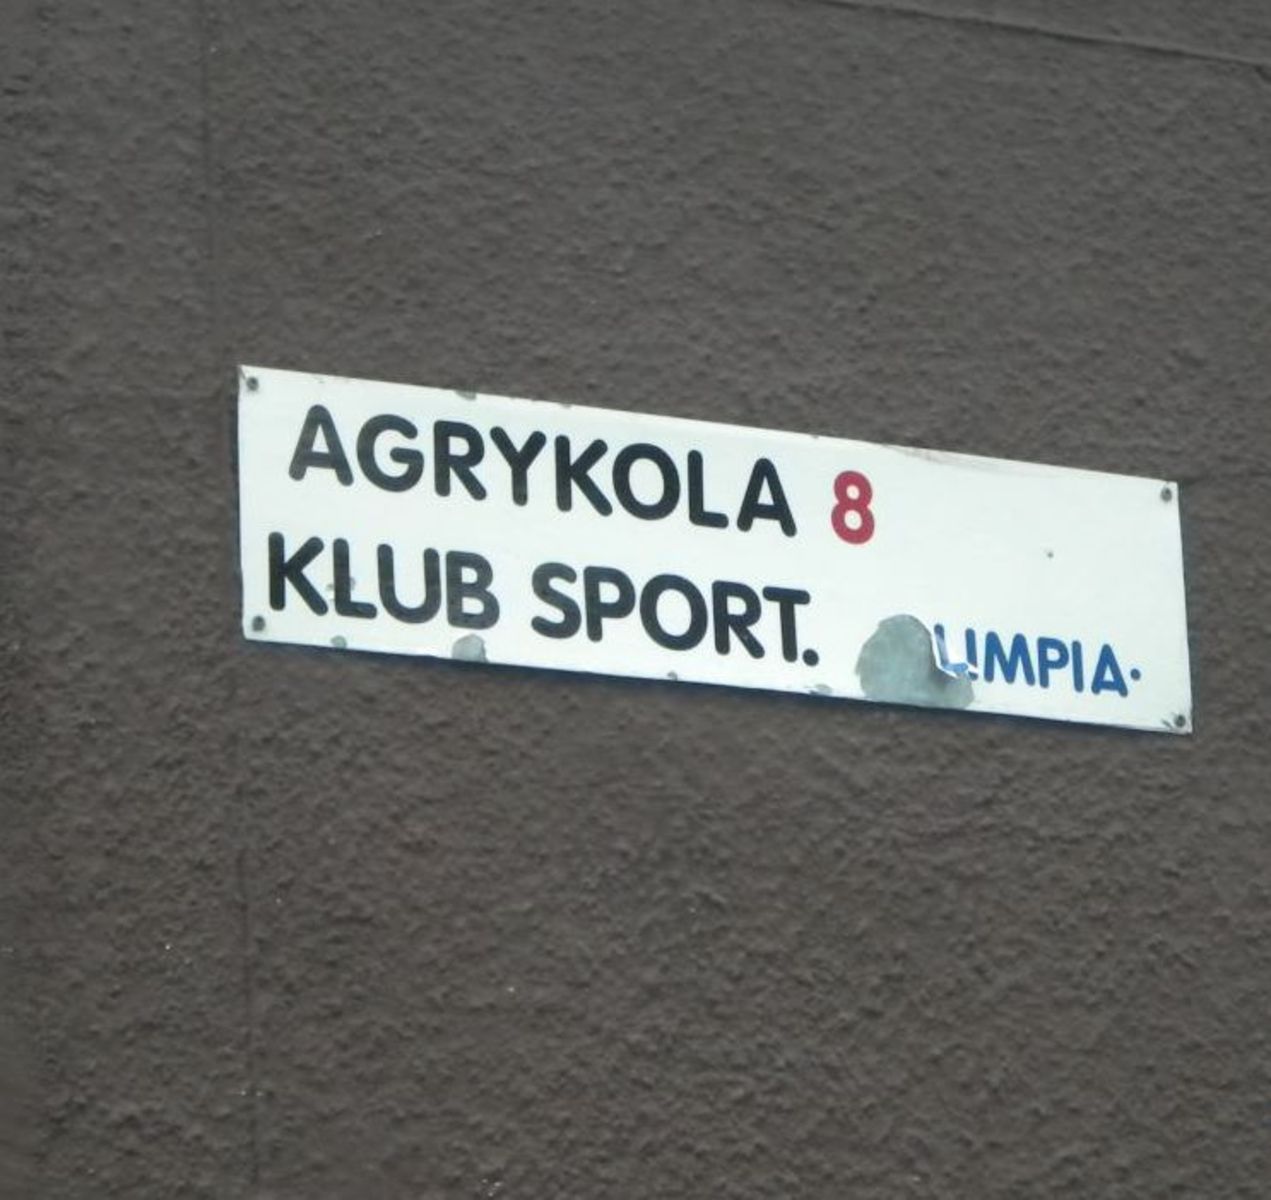 AGRYKOLA 8
KLUB SPORT. LIMPIA·